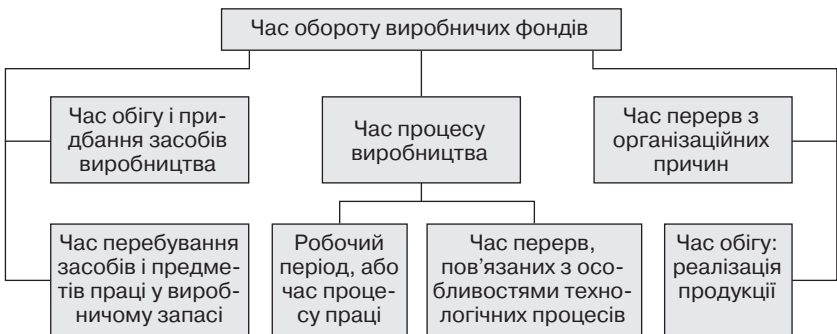 Час обороту виробничих фондів
Час обігу і при-
дбання засобів
виробництва
Час процесу
виробництва
Час перерв з
організаційних
причин
Час перебування
засобів і предме-
тів праці у вироб-
ничому запасі
Робочий
період, або
час проце-
су праці
Час перерв,
пов’язаних з осо-
бливостями техно-
логічних процесів
Час обігу:
реалізація
продукції